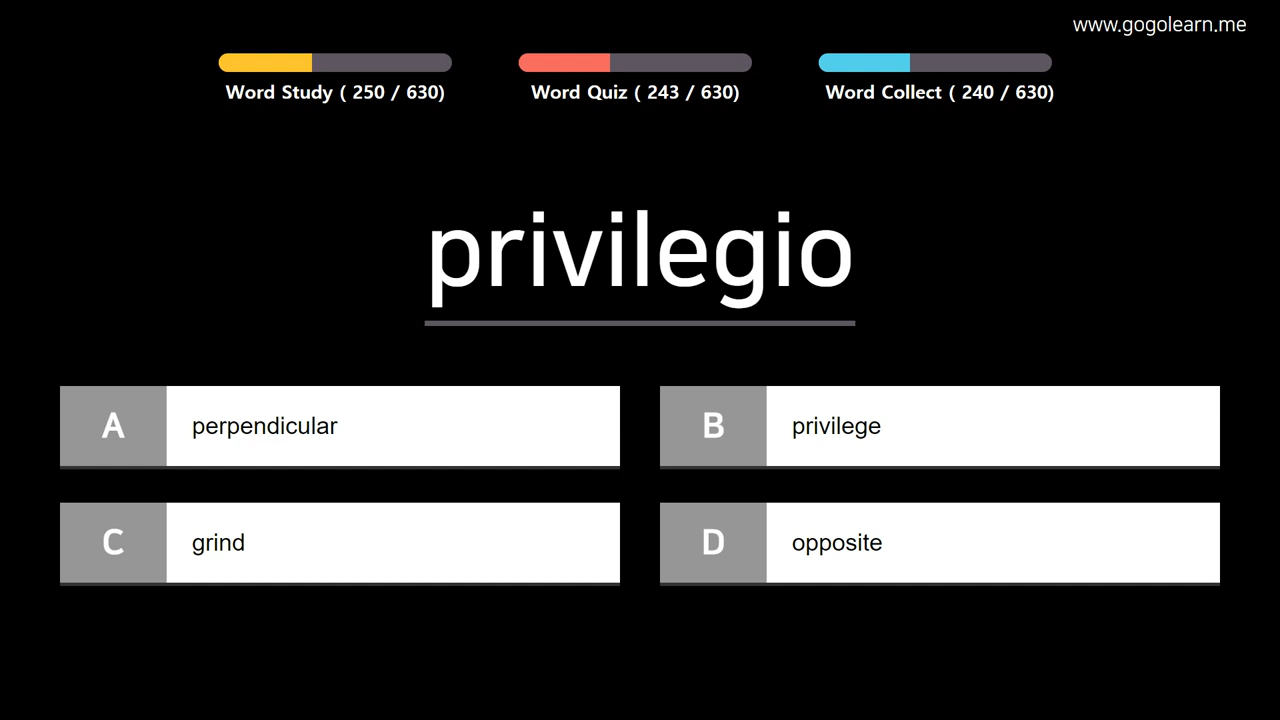 www.gogolearn.me
Word Study ( 250 / 630)
Word Quiz ( 243 / 630)
Word Collect ( 240 / 630)
privilegio
A perpendicular
B privilege
C grind
D opposite